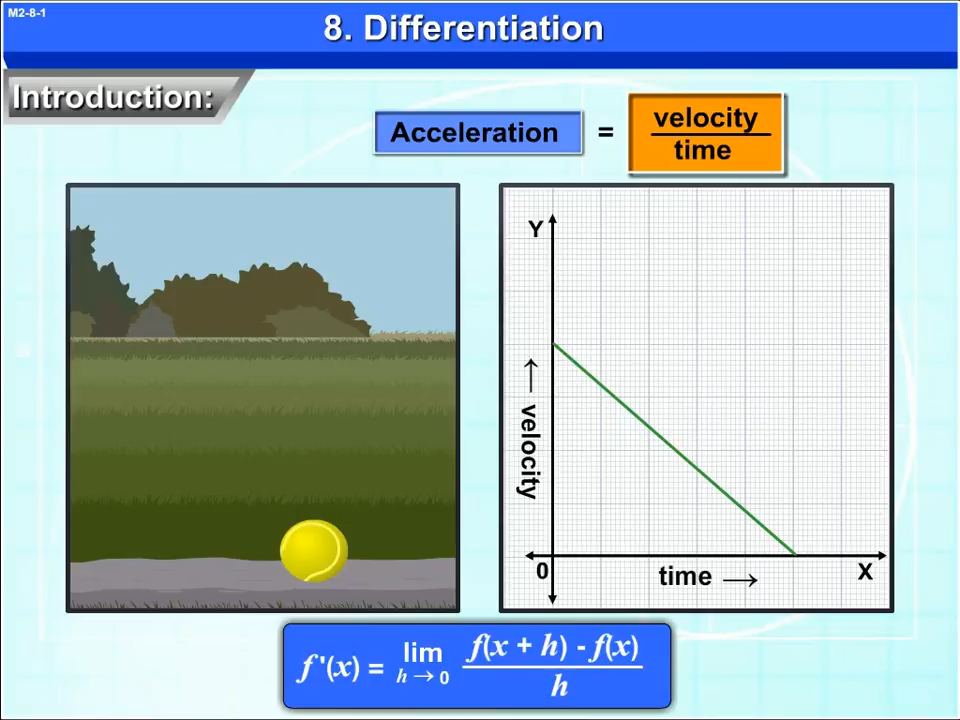 M2-8-1
8. Differentiation
Introduction:
Acceleration = velocity / time
Y
← velocity
0
time →
X
f'(x) = lim h→0 f(x + h) - f(x) / h